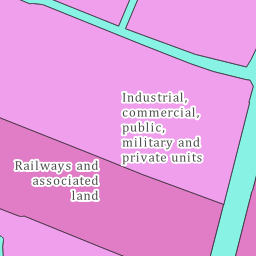 Industrial,
commercial,
public,
military and
private units
Railways and
associated
land